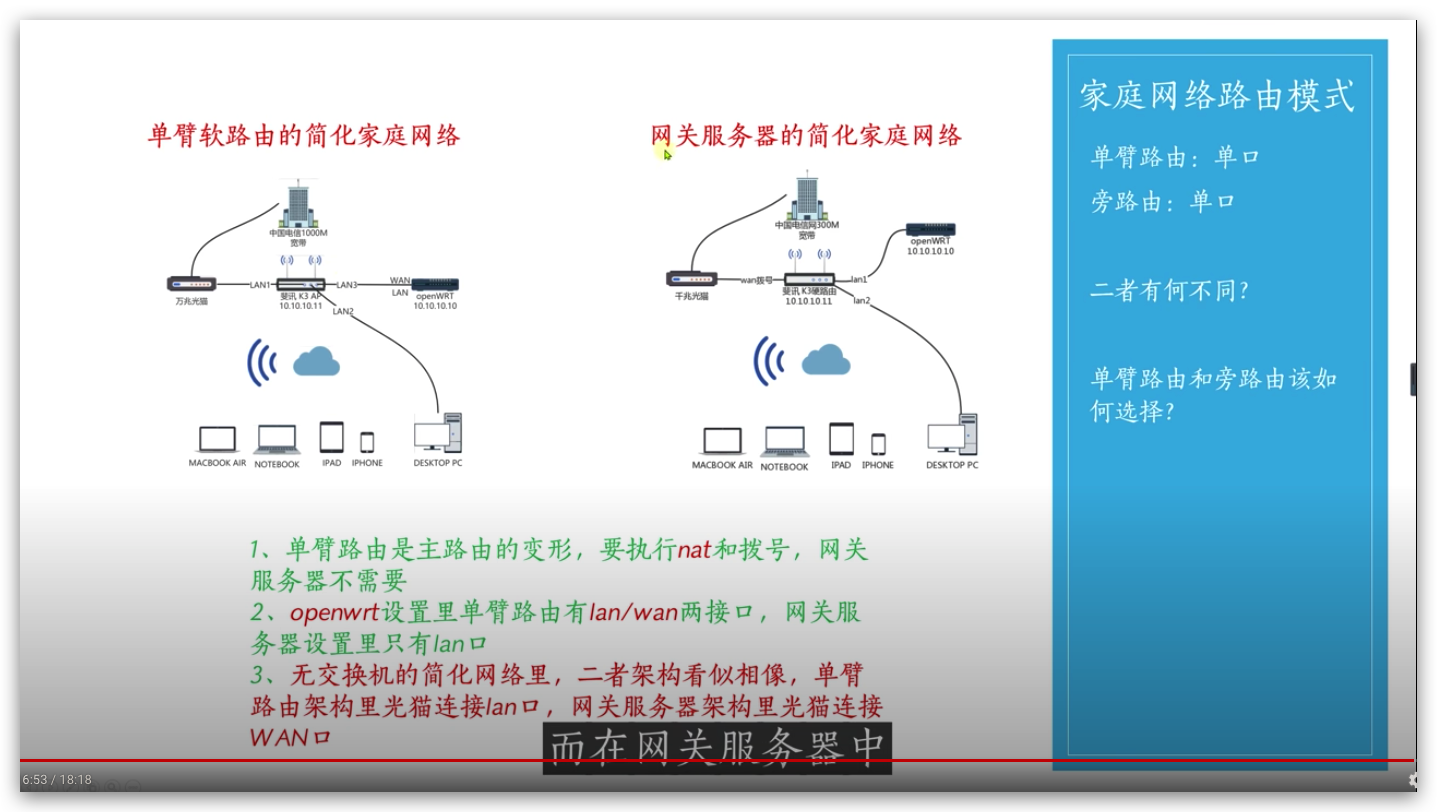 单臂软路由的简化家庭网络
中国电信1000M
宽带
万兆光猫
LAN1
斐讯 K3 AP
10.10.10.11
LAN3
WAN
LAN
openWRT
10.10.10.10
LAN2
MACBOOK AIR
NOTEBOOK
IPAD
IPHONE
DESKTOP PC
网关服务器的简化家庭网络
中国电信网300M
宽带
openWRT
10.10.10.10
千兆光猫
wan拨号
斐讯 K3硬路由
10.10.10.11
lan1
lan2
MACBOOK AIR
NOTEBOOK
IPAD
IPHONE
DESKTOP PC
1、单臂路由是主路由的变形，要执行nat和拨号，网关
服务器不需要
2、openwrt设置里单臂路由有lan/wan两接口，网关服
务器设置里只有lan口
3、无交换机的简化网络里，二者架构看似相像，单臂
路由架构里光猫连接lan口，网关服务器架构里光猫连接
WAN口
家庭网络路由模式
单臂路由：单口
旁路由：单口
二者有何不同?
单臂路由和旁路由该如
何选择?
而在网关服务器中
6:53 / 18:18